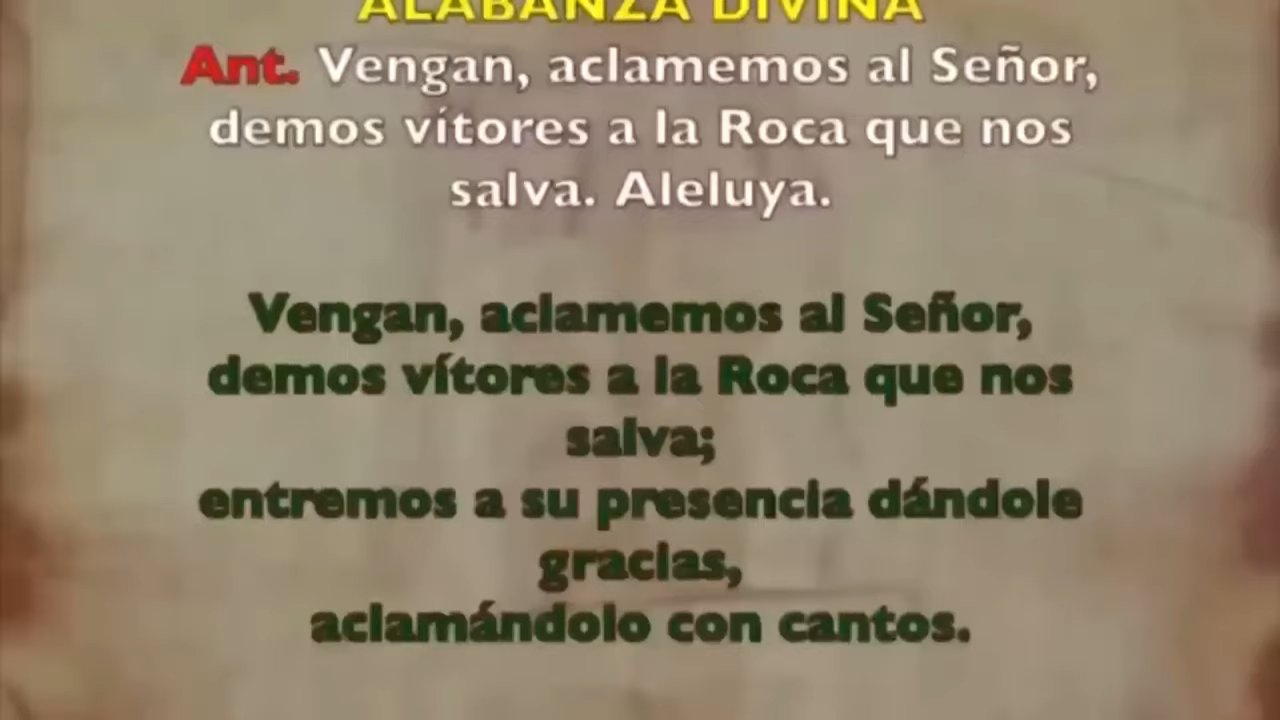 ALABANZA DIVINA
Ant. Vengan, aclamemos al Señor,
demos vítores a la Roca que nos
salva. Aleluya.
Vengan, aclamemos al Señor,
demos vítores a la Roca que nos
salva;
entremos a su presencia dándole
gracias,
aclamándolo con cantos.